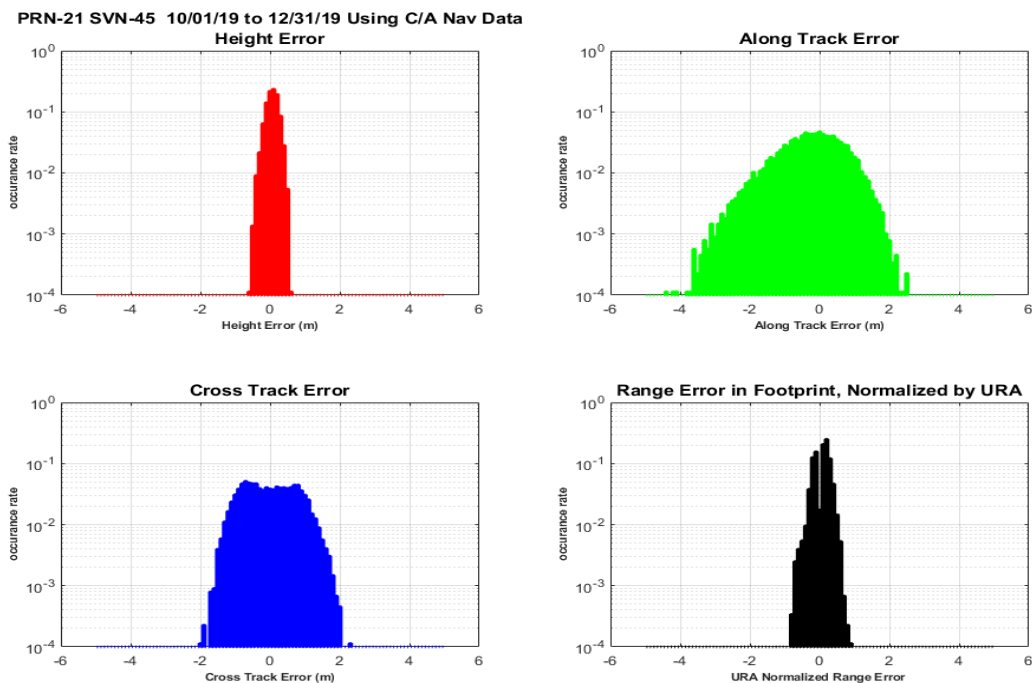 PRN-21 SVN-45 10/01/19 to 12/31/19 Using C/A Nav Data
Height Error
10^0
10^-1
10^-2
10^-3
10^-4
occurance rate
-6 -4 -2 0 2 4 6
Height Error (m)
Along Track Error
10^0
10^-1
10^-2
10^-3
10^-4
occurance rate
-6 -4 -2 0 2 4 6
Along Track Error (m)
Cross Track Error
10^0
10^-1
10^-2
10^-3
10^-4
occurance rate
-6 -4 -2 0 2 4 6
Cross Track Error (m)
Range Error in Footprint, Normalized by URA
10^0
10^-1
10^-2
10^-3
10^-4
occurance rate
-6 -4 -2 0 2 4 6
URA Normalized Range Error